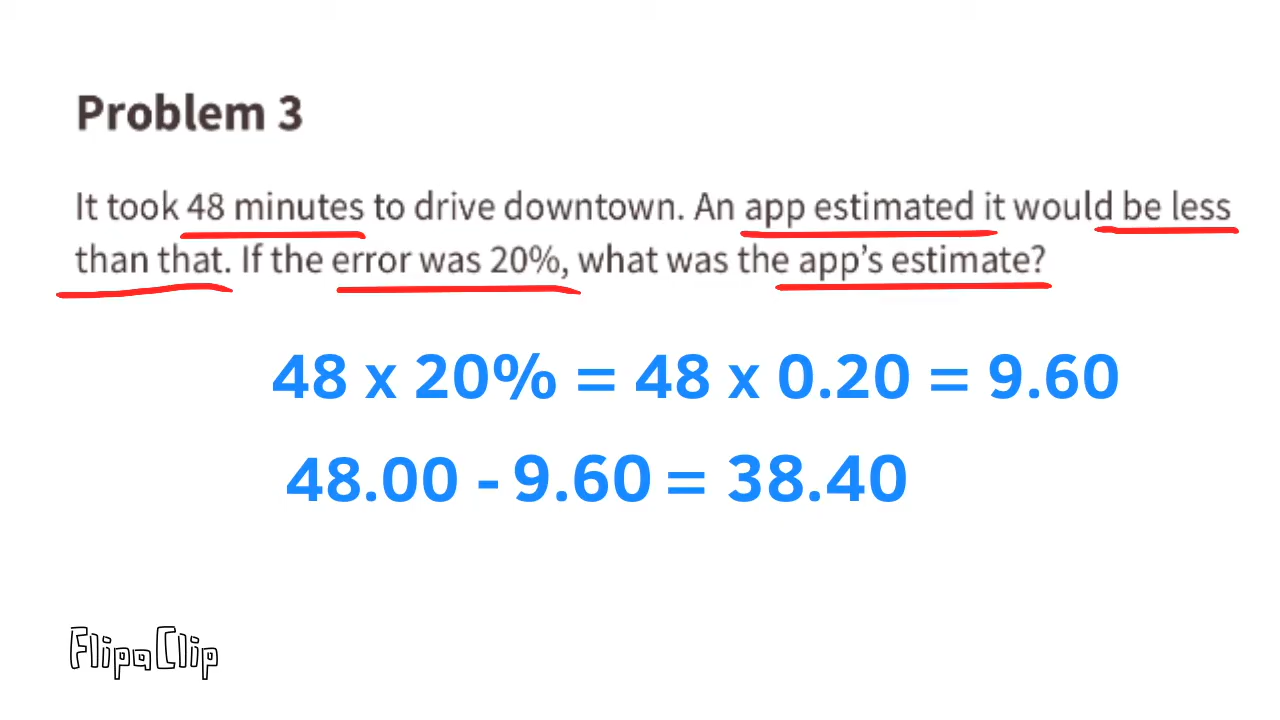 Problem 3
It took 48 minutes to drive downtown. An app estimated it would be less
than that. If the error was 20%, what was the app’s estimate?
48 x 20% = 48 x 0.20 = 9.60
48.00 - 9.60 = 38.40
FlipaClip